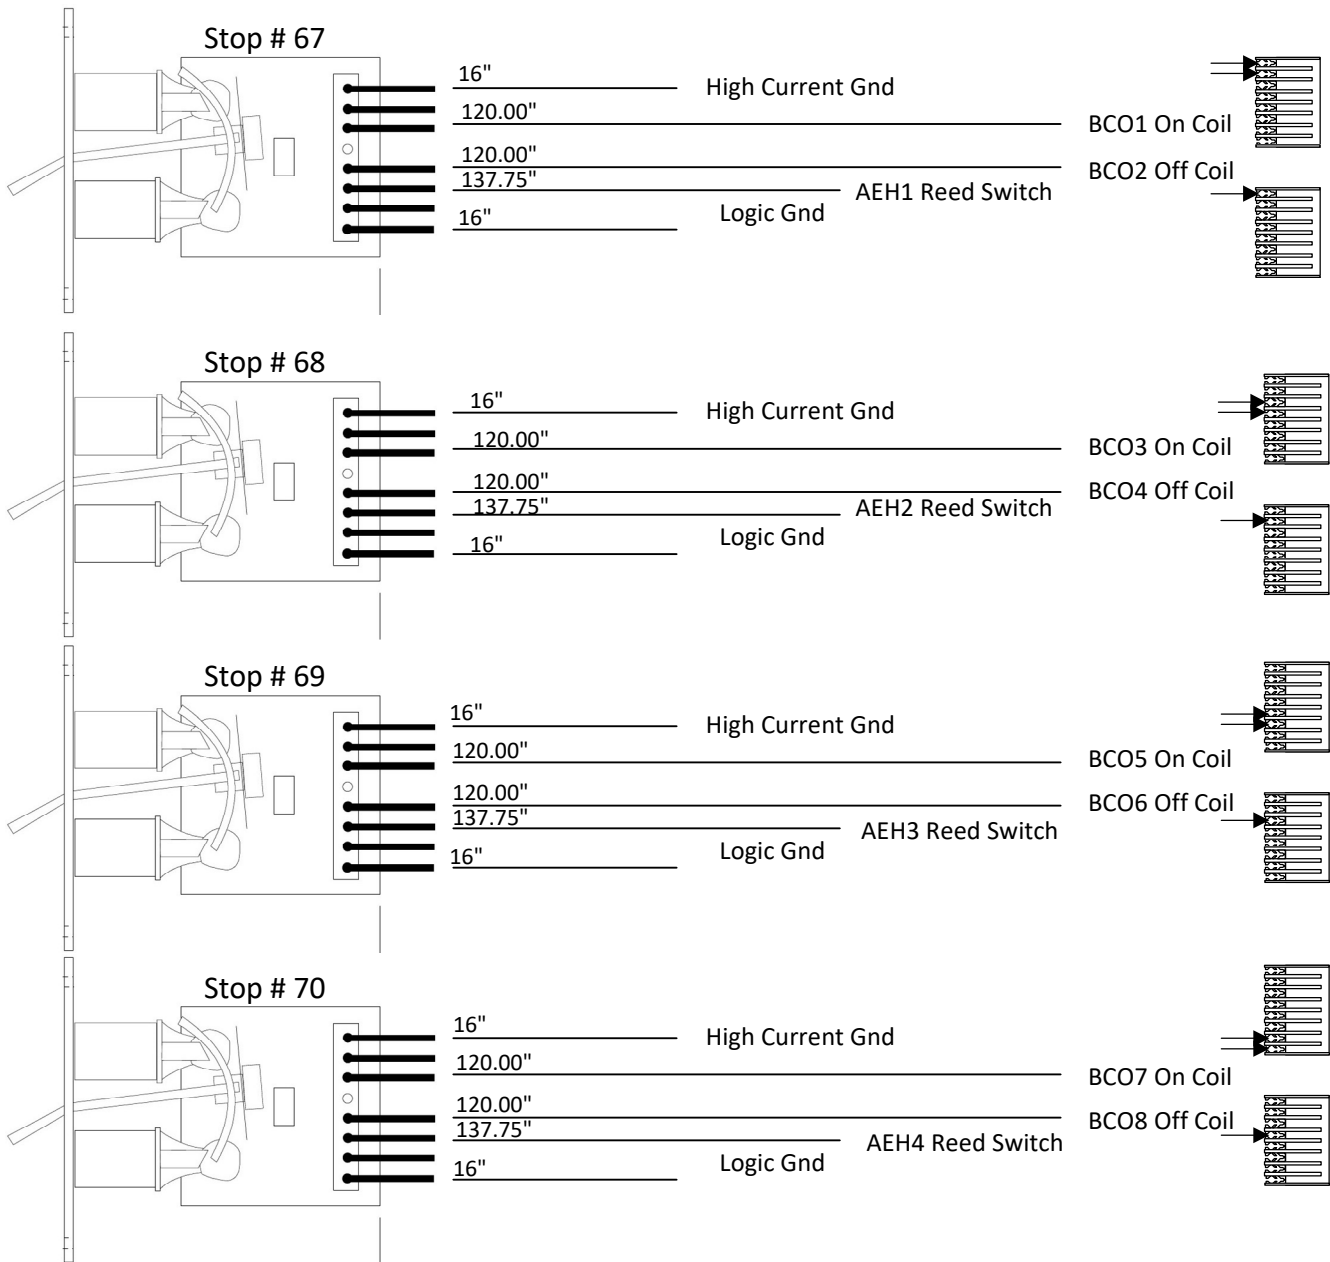 Stop # 67
16"
High Current Gnd
120.00"
BCO1 On Coil
120.00"
BCO2 Off Coil
137.75"
AEH1 Reed Switch
Logic Gnd
16"
Stop # 68
16"
High Current Gnd
120.00"
BCO3 On Coil
120.00"
BCO4 Off Coil
137.75"
AEH2 Reed Switch
Logic Gnd
16"
Stop # 69
16"
High Current Gnd
120.00"
BCO5 On Coil
120.00"
BCO6 Off Coil
137.75"
AEH3 Reed Switch
Logic Gnd
16"
Stop # 70
16"
High Current Gnd
120.00"
BCO7 On Coil
120.00"
BCO8 Off Coil
137.75"
AEH4 Reed Switch
Logic Gnd
16"